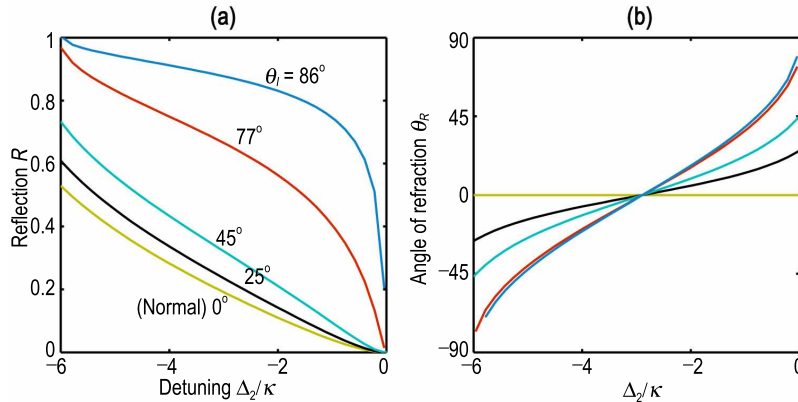 (a)
Reflection R
1
0.8
0.6
0.4
0.2
0
−6
−4
−2
0
Detuning Δ₂/κ
θI = 86°
77°
45°
25°
(Normal) 0°
(b)
Angle of refraction θR
90
45
0
−45
−90
−6
−4
−2
0
Δ₂/κ